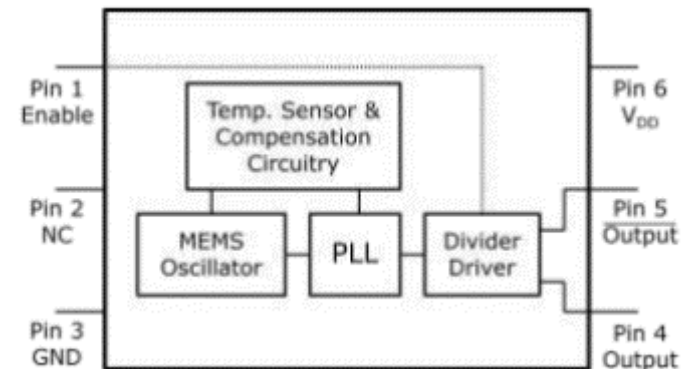 Pin 1
Enable
Pin 2
NC
Pin 3
GND
Temp. Sensor &
Compensation
Circuitry
MEMS
Oscillator
PLL
Divider
Driver
Pin 6
VDD
Pin 5
Output
Pin 4
Output